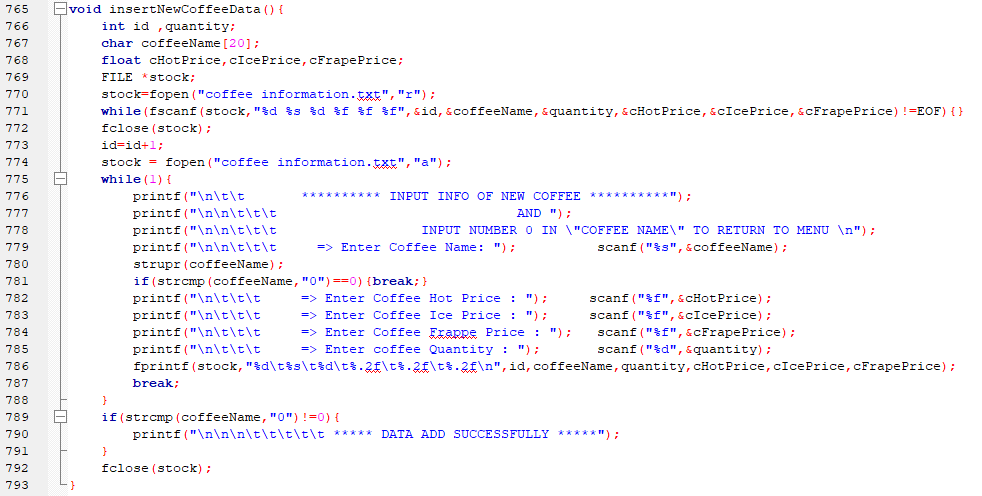 765 void insertNewCoffeeData(){
766 int id ,quantity;
767 char coffeeName[20];
768 float cHotPrice,cIcePrice,cFrapePrice;
769 FILE *stock;
770 stock=fopen("coffee information.txt","r");
771 while(fscanf(stock,"%d %s %d %f %f %f",&id,&coffeeName,&quantity,&cHotPrice,&cIcePrice,&cFrapePrice)!=EOF){}
772 fclose(stock);
773 id=id+1;
774 stock = fopen("coffee information.txt","a");
775 while(1){
776 printf("\n\t\t ********** INPUT INFO OF NEW COFFEE **********");
777 printf("\n\n\t\t\t AND ");
778 printf("\n\n\t\t\t INPUT NUMBER 0 IN \"COFFEE NAME\" TO RETURN TO MENU \n");
779 printf("\n\n\t\t\t => Enter Coffee Name: "); scanf("%s",&coffeeName);
780 strupr(coffeeName);
781 if(strcmp(coffeeName,"0")==0){break;}
782 printf("\n\t\t\t => Enter Coffee Hot Price : "); scanf("%f",&cHotPrice);
783 printf("\n\t\t\t => Enter Coffee Ice Price : "); scanf("%f",&cIcePrice);
784 printf("\n\t\t\t => Enter Coffee Frappe Price : "); scanf("%f",&cFrapePrice);
785 printf("\n\t\t\t => Enter coffee Quantity : "); scanf("%d",&quantity);
786 fprintf(stock,"%d\t%s\t%d\t%.2f\t%.2f\t%.2f\n",id,coffeeName,quantity,cHotPrice,cIcePrice,cFrapePrice);
787 break;
788 }
789 if(strcmp(coffeeName,"0")!=0){
790 printf("\n\n\n\t\t\t\t\t ***** DATA ADD SUCCESSFULLY *****");
791 }
792 fclose(stock);
793 }